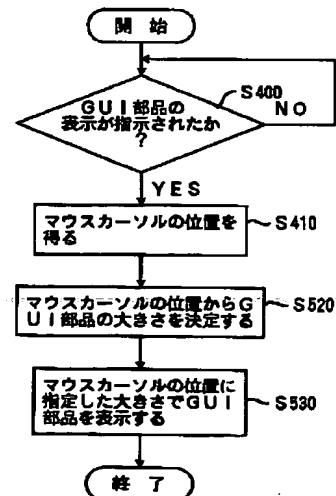 開 始
GUI部品の
表示が指示されたか
?
S400
NO
YES
マウスカーソルの位置を
得る
S410
マウスカーソルの位置からG
UI部品の大きさを決定する
S520
マウスカーソルの位置に
指定した大きさでGUI
部品を表示する
S530
終 了